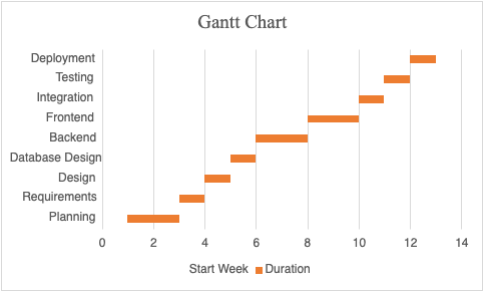 Gantt Chart
Deployment
Testing
Integration
Frontend
Backend
Database Design
Design
Requirements
Planning
0 2 4 6 8 10 12 14
Start Week Duration